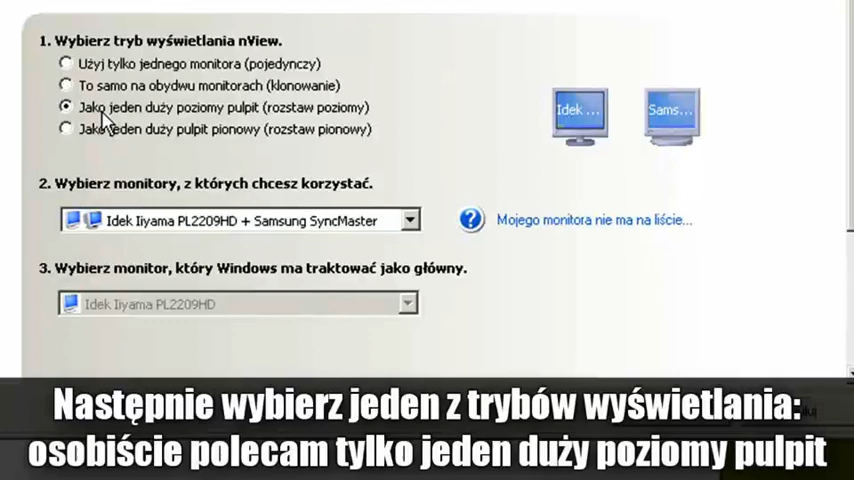 1. Wybierz tryb wyświetlania nView.
Użyj tylko jednego monitora (pojedynczy)
To samo na obydwu monitorach (klonowanie)
Jako jeden duży poziomy pulpit (rozstaw poziomy)
Jako jeden duży pulpit pionowy (rozstaw pionowy)
Idek ... Sams...
2. Wybierz monitory, z których chcesz korzystać.
Idek Iiyama PL2209HD + Samsung SyncMaster
Mojego monitora nie ma na liście...
3. Wybierz monitor, który Windows ma traktować jako główny.
Idek Iiyama PL2209HD
Następnie wybierz jeden z trybów wyświetlania:
osobiście polecam tylko jeden duży poziomy pulpit